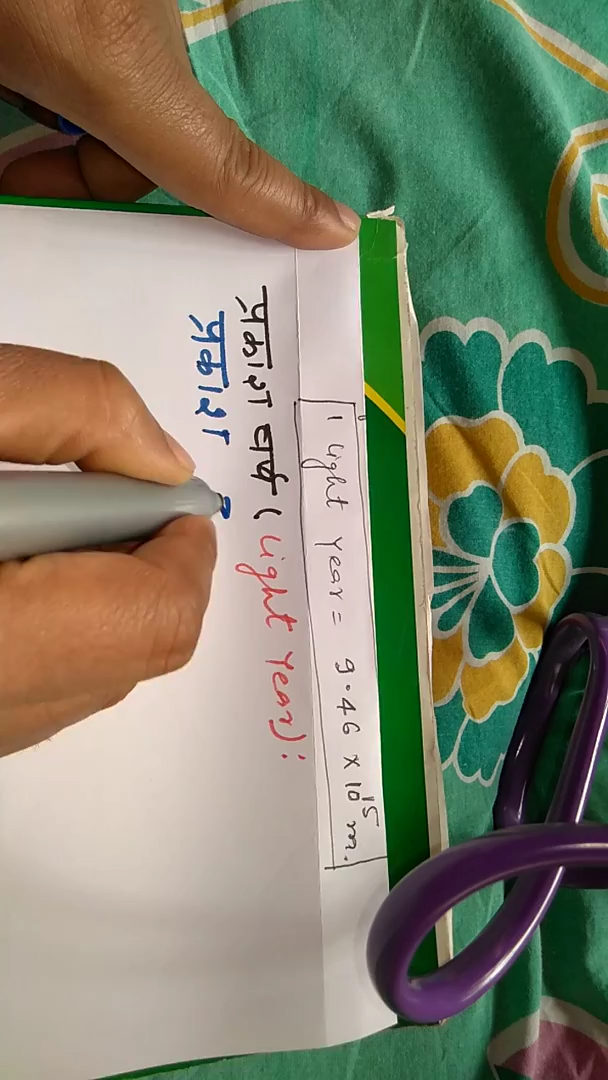 1 Light Year = 9.46 × 10¹⁵ m.
प्रकाश वर्ष (Light Year):
प्रकाश